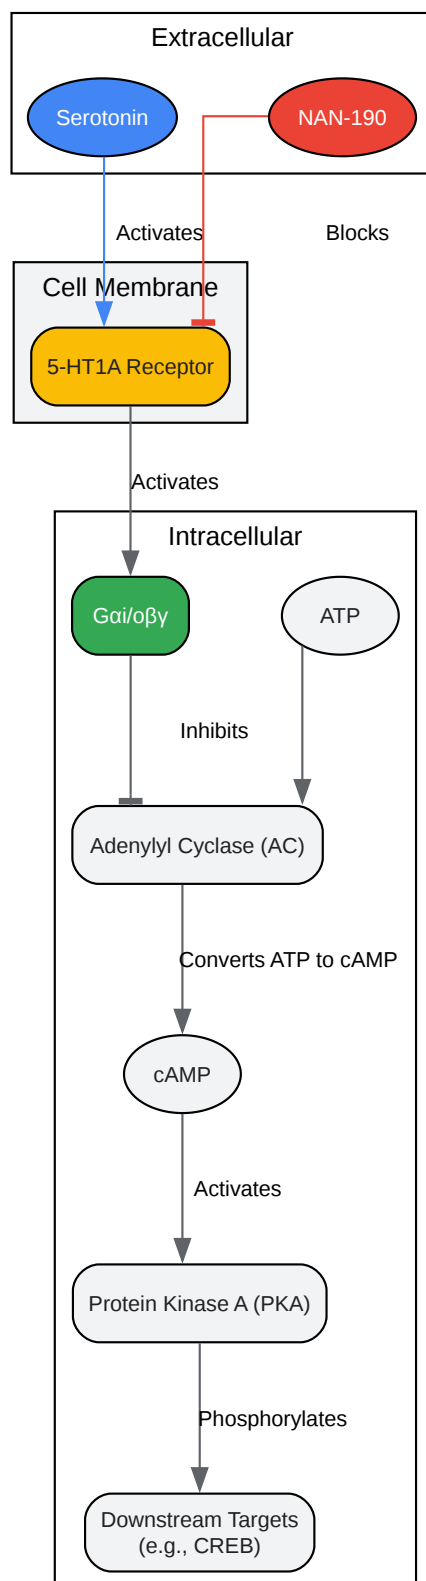 Extracellular
Serotonin
NAN-190
Activates
Blocks
Cell Membrane
5-HT1A Receptor
Activates
Intracellular
Gαi/oβγ
ATP
Inhibits
Adenylyl Cyclase (AC)
Converts ATP to cAMP
cAMP
Activates
Protein Kinase A (PKA)
Phosphorylates
Downstream Targets
(e.g., CREB)